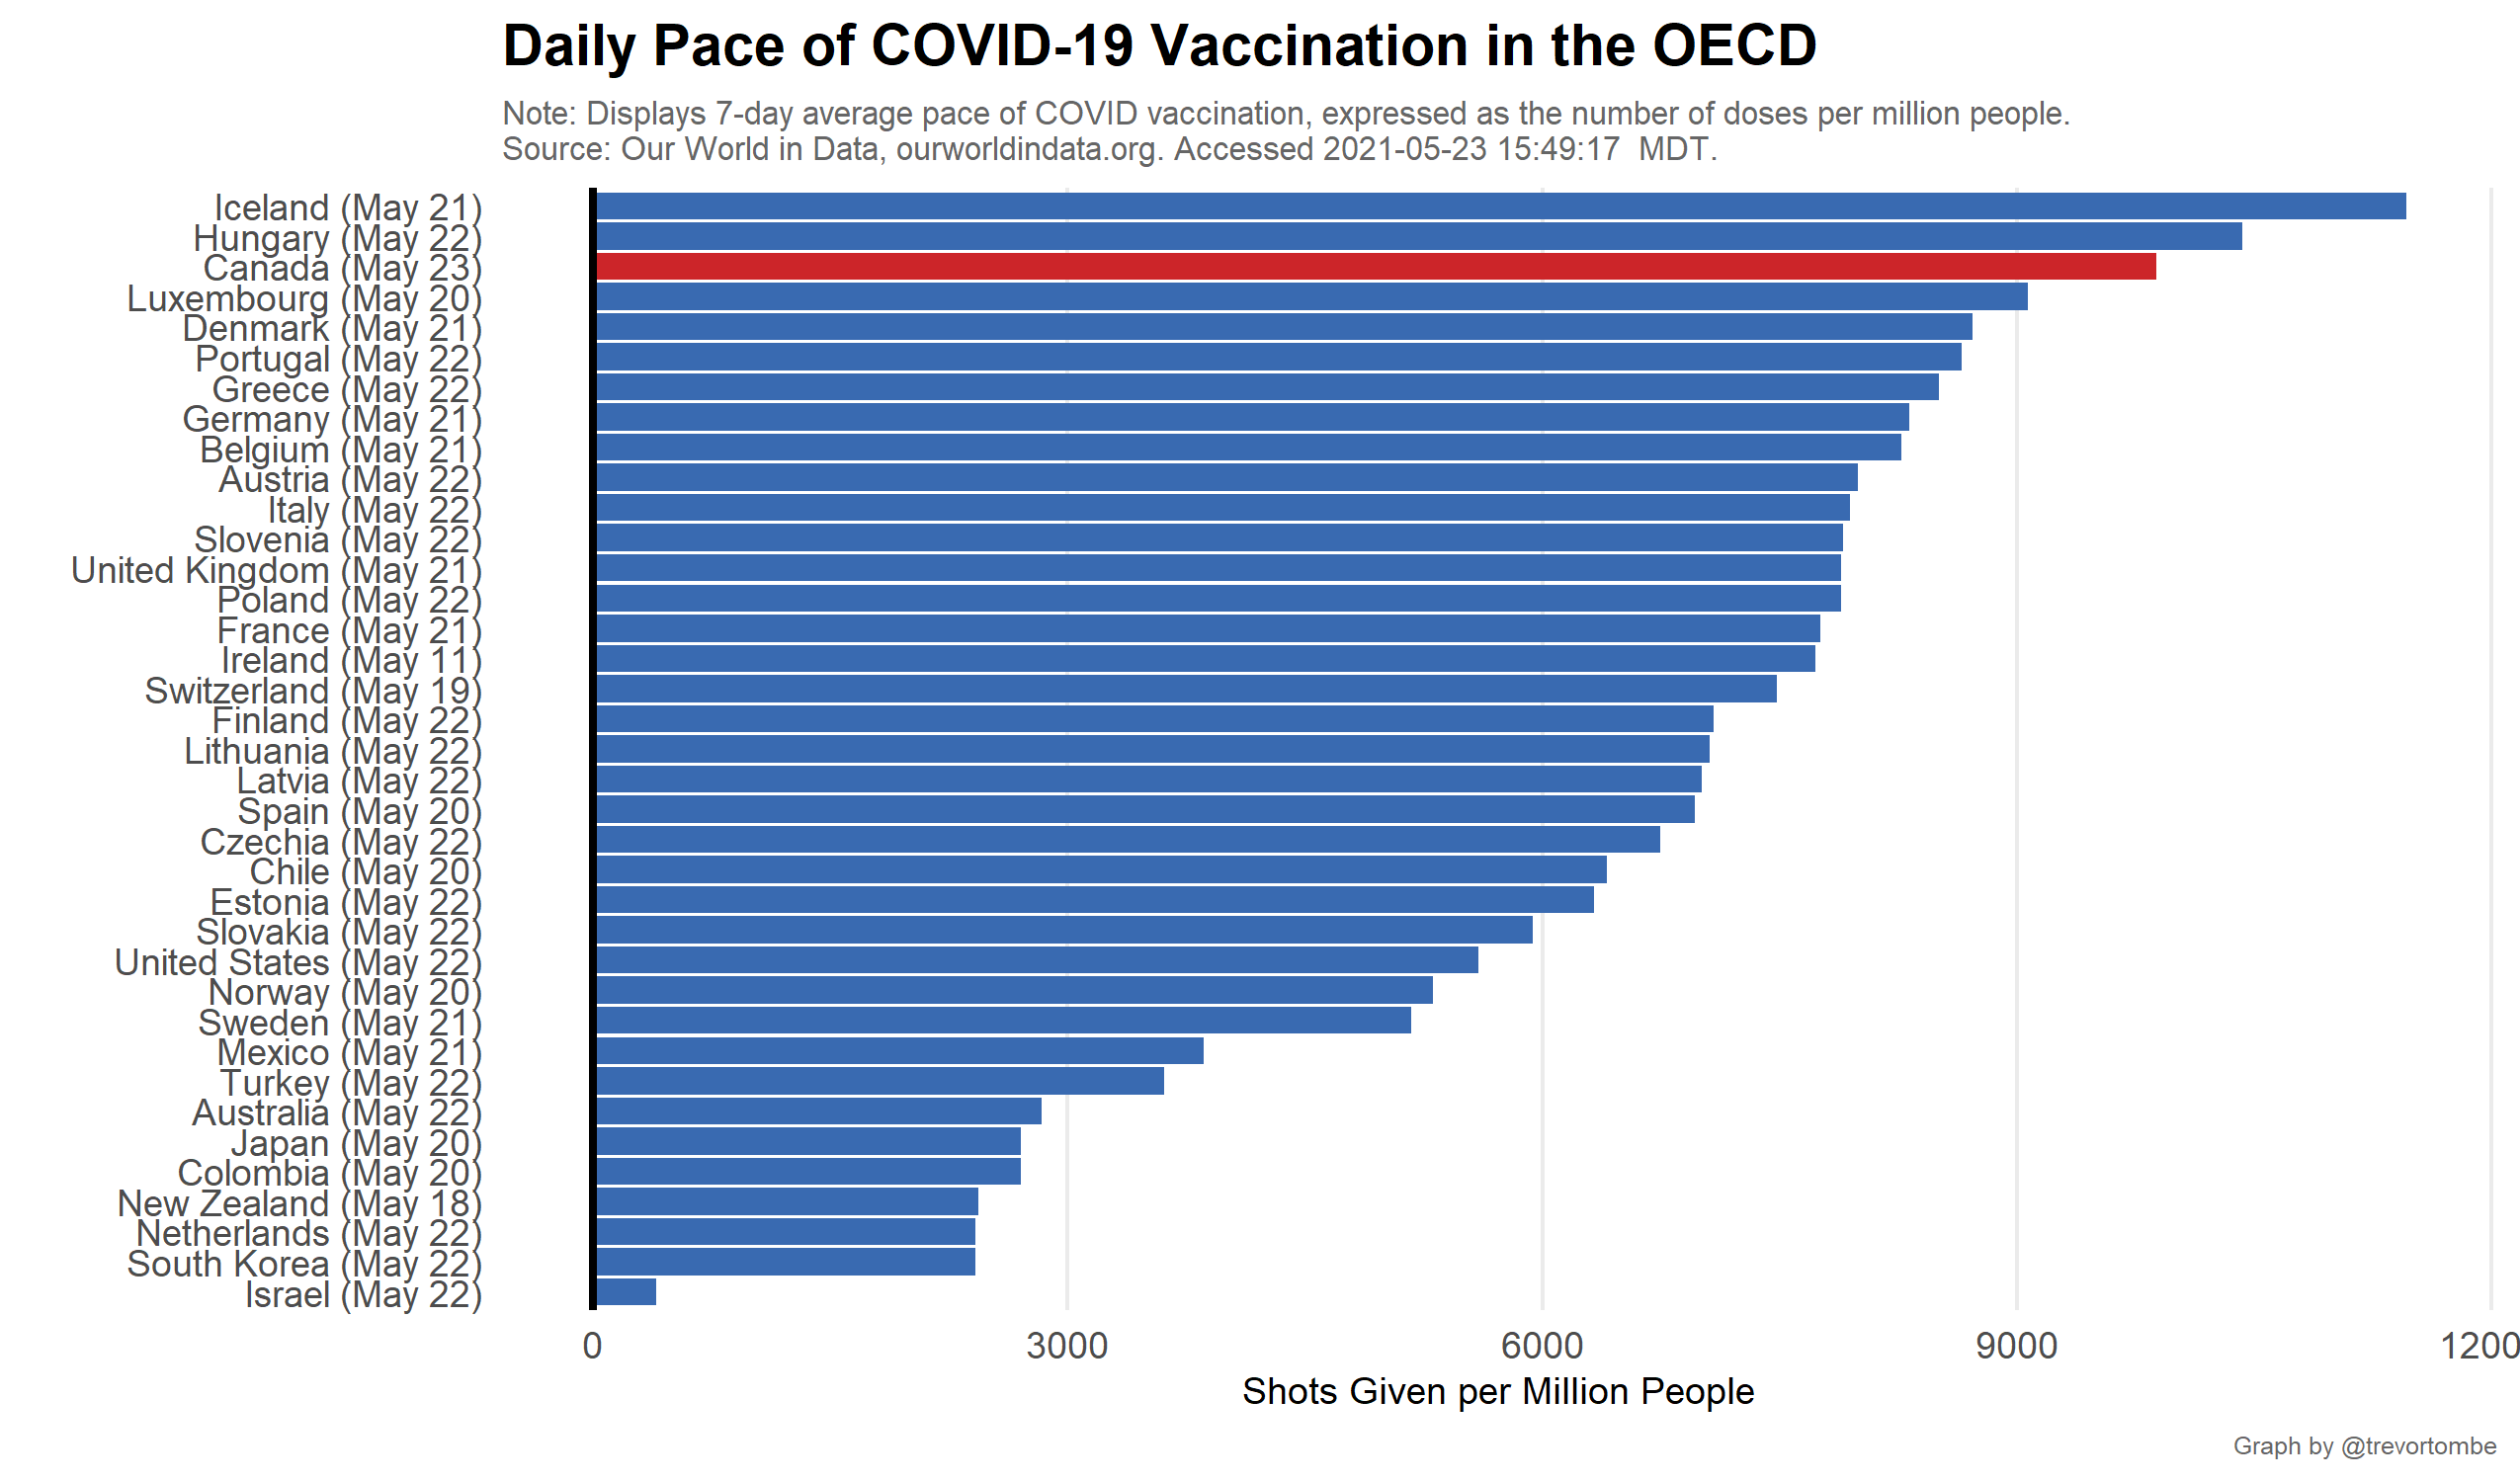 Daily Pace of COVID-19 Vaccination in the OECD
Note: Displays 7-day average pace of COVID vaccination, expressed as the number of doses per million people.
Source: Our World in Data, ourworldindata.org. Accessed 2021-05-23 15:49:17  MDT.
Iceland (May 21)
Hungary (May 22)
Canada (May 23)
Luxembourg (May 20)
Denmark (May 21)
Portugal (May 22)
Greece (May 22)
Germany (May 21)
Belgium (May 21)
Austria (May 22)
Italy (May 22)
Slovenia (May 22)
United Kingdom (May 21)
Poland (May 22)
France (May 21)
Ireland (May 11)
Switzerland (May 19)
Finland (May 22)
Lithuania (May 22)
Latvia (May 22)
Spain (May 20)
Czechia (May 22)
Chile (May 20)
Estonia (May 22)
Slovakia (May 22)
United States (May 22)
Norway (May 20)
Sweden (May 21)
Mexico (May 21)
Turkey (May 22)
Australia (May 22)
Japan (May 20)
Colombia (May 20)
New Zealand (May 18)
Netherlands (May 22)
South Korea (May 22)
Israel (May 22)
0 3000 6000 9000 1200
Shots Given per Million People
Graph by @trevortombe